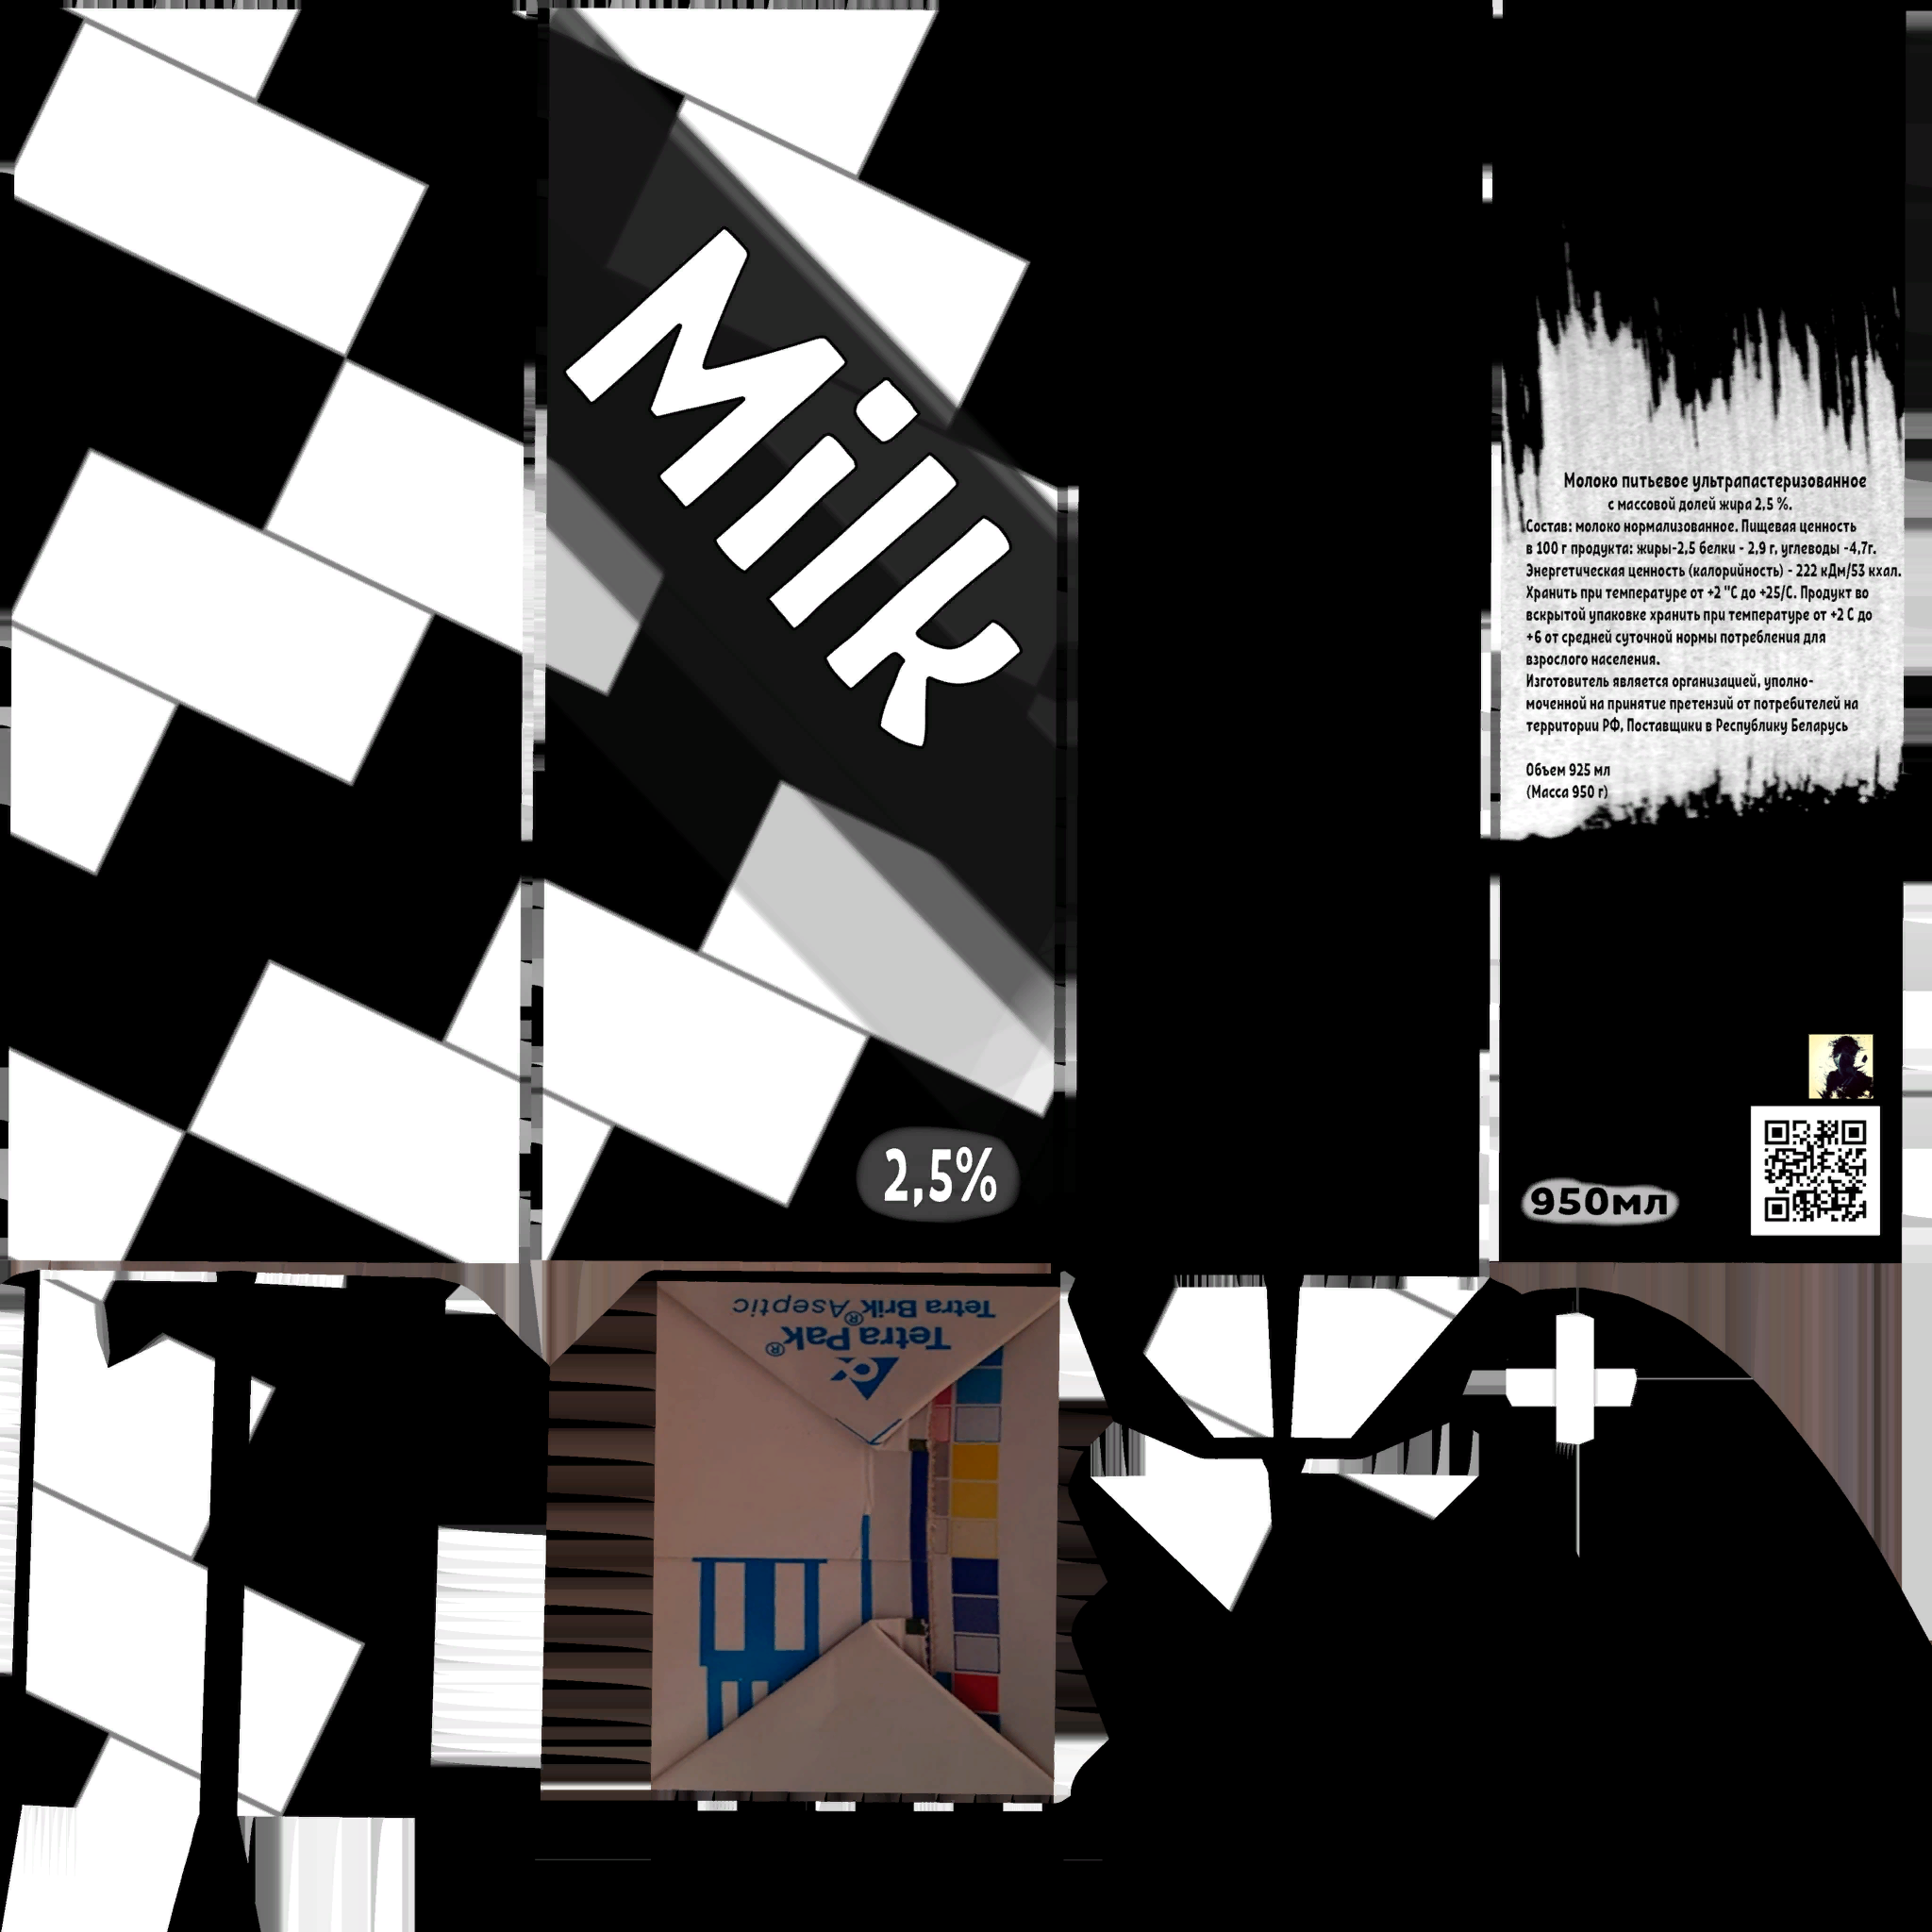 Milk
2,5%
Молоко питьевое ультрапастеризованное
с массовой долей жира 2,5 %.
Состав: молоко нормализованное. Пищевая ценность
в 100 г продукта: жиры-2,5 белки - 2,9 г, углеводы -4,7г.
Энергетическая ценность (калорийность) - 222 кДм/53 кхал.
Хранить при температуре от +2 "С до +25/С. Продукт во
вскрытой упаковке хранить при температуре от +2 С до
+6 от средней суточной нормы потребления для
взрослого населения.
Изготовитель является организацией, уполно-
моченной на принятие претензий от потребителей на
территории РФ, Поставщики в Республику Беларусь
Объем 925 мл
(Масса 950 г)
950мл
Tetra Pak®
Tetra Brik®Aseptic